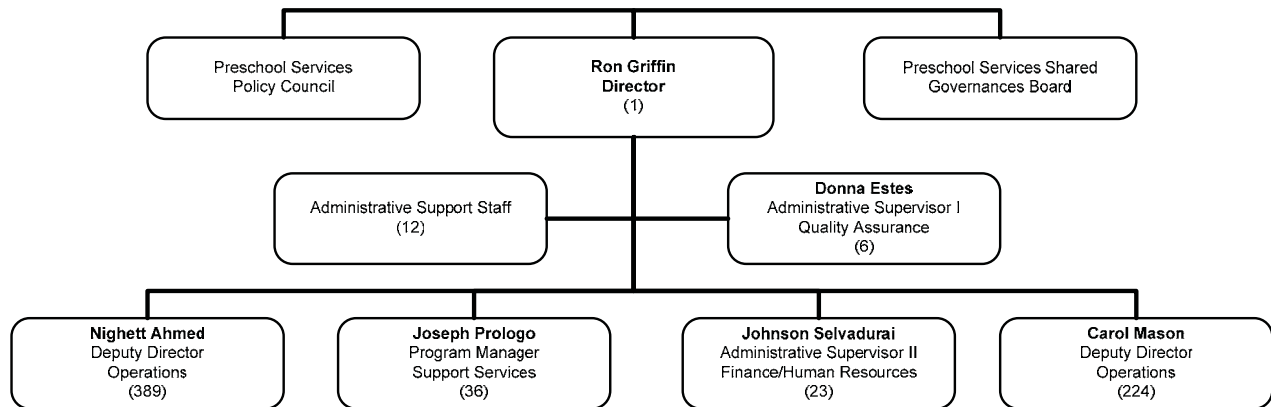 Preschool Services
Policy Council
Ron Griffin
Director
(1)
Preschool Services Shared
Governances Board
Administrative Support Staff
(12)
Donna Estes
Administrative Supervisor I
Quality Assurance
(6)
Nighett Ahmed
Deputy Director
Operations
(389)
Joseph Prologo
Program Manager
Support Services
(36)
Johnson Selvadurai
Administrative Supervisor II
Finance/Human Resources
(23)
Carol Mason
Deputy Director
Operations
(224)